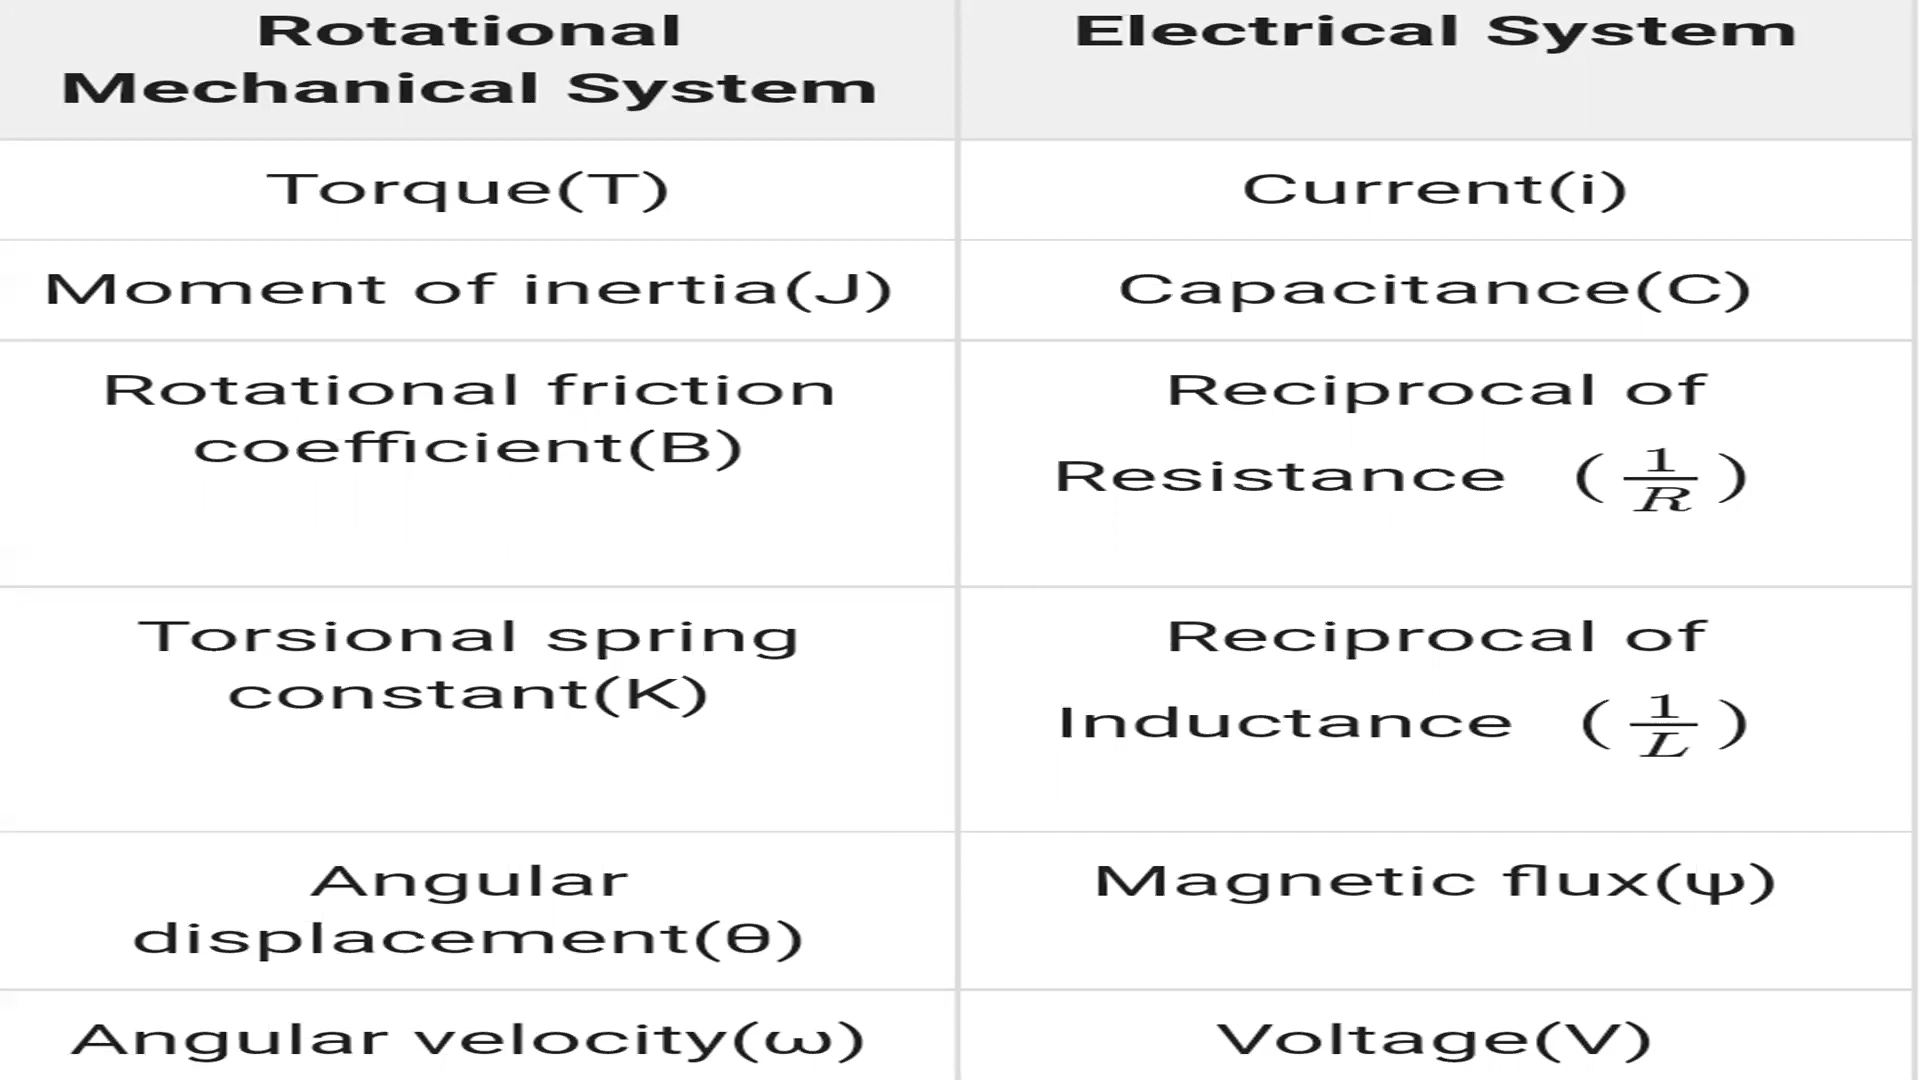 Rotational
Mechanical System
Electrical System
Torque(T)
Current(i)
Moment of inertia(J)
Capacitance(C)
Rotational friction
coefficient(B)
Reciprocal of
Resistance (1/R)
Torsional spring
constant(K)
Reciprocal of
Inductance (1/L)
Angular
displacement(θ)
Magnetic flux(ψ)
Angular velocity(ω)
Voltage(V)